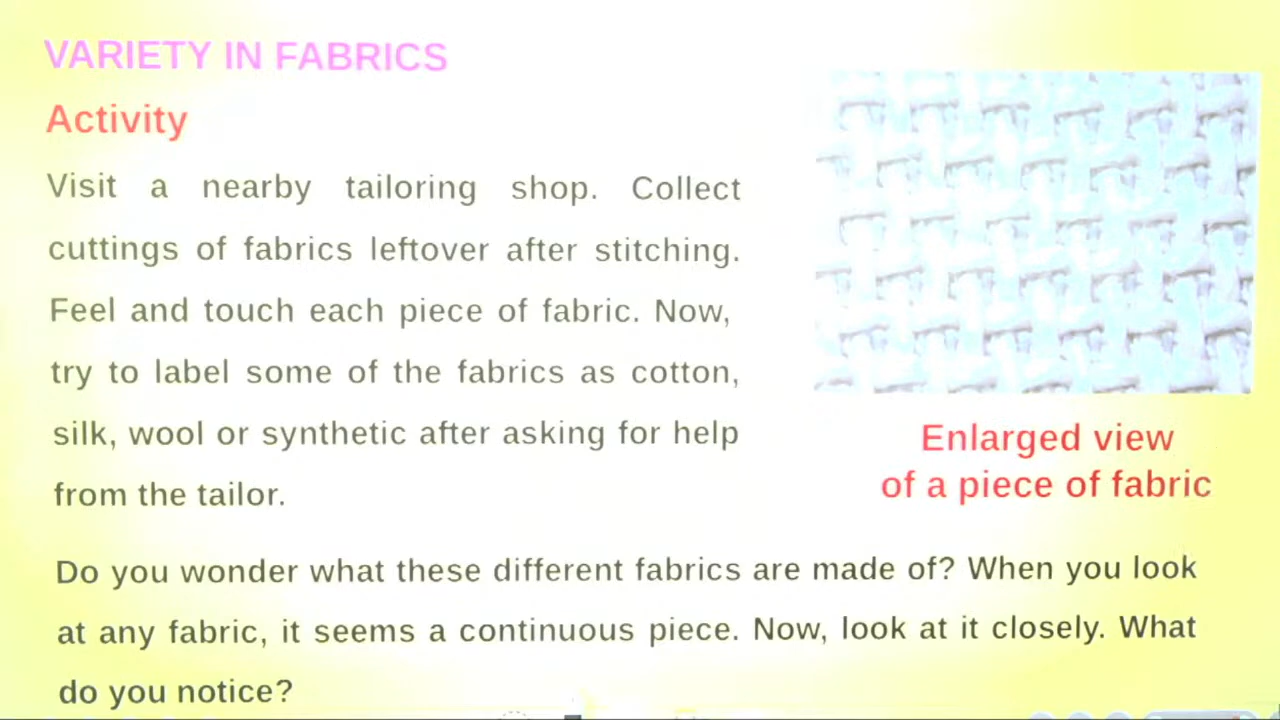 VARIETY IN FABRICS
Activity
Visit a nearby tailoring shop. Collect
cuttings of fabrics leftover after stitching.
Feel and touch each piece of fabric. Now,
try to label some of the fabrics as cotton,
silk, wool or synthetic after asking for help
from the tailor.
Enlarged view
of a piece of fabric
Do you wonder what these different fabrics are made of? When you look
at any fabric, it seems a continuous piece. Now, look at it closely. What
do you notice?